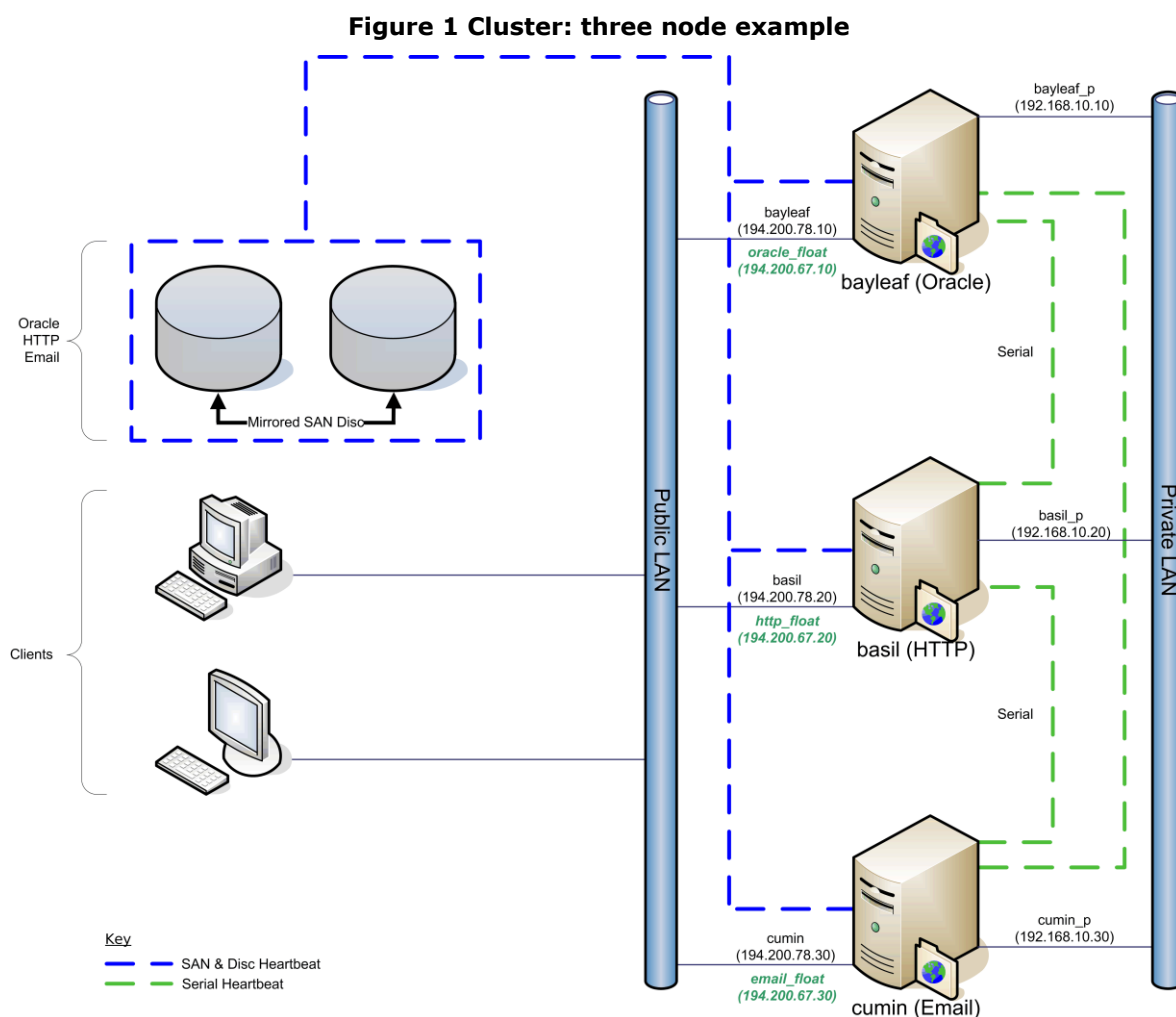 Figure 1 Cluster: three node example
bayleaf_p
(192.168.10.10)
bayleaf
(194.200.78.10)
oracle_float
(194.200.67.10)
bayleaf (Oracle)
Oracle
HTTP
Email
Mirrored SAN Disc
Serial
Public LAN
Private LAN
basil_p
(192.168.10.20)
basil
(194.200.78.20)
http_float
(194.200.67.20)
basil (HTTP)
Clients
Serial
cumin_p
(192.168.10.30)
cumin
(194.200.78.30)
email_float
(194.200.67.30)
cumin (Email)
Key
SAN & Disc Heartbeat
Serial Heartbeat